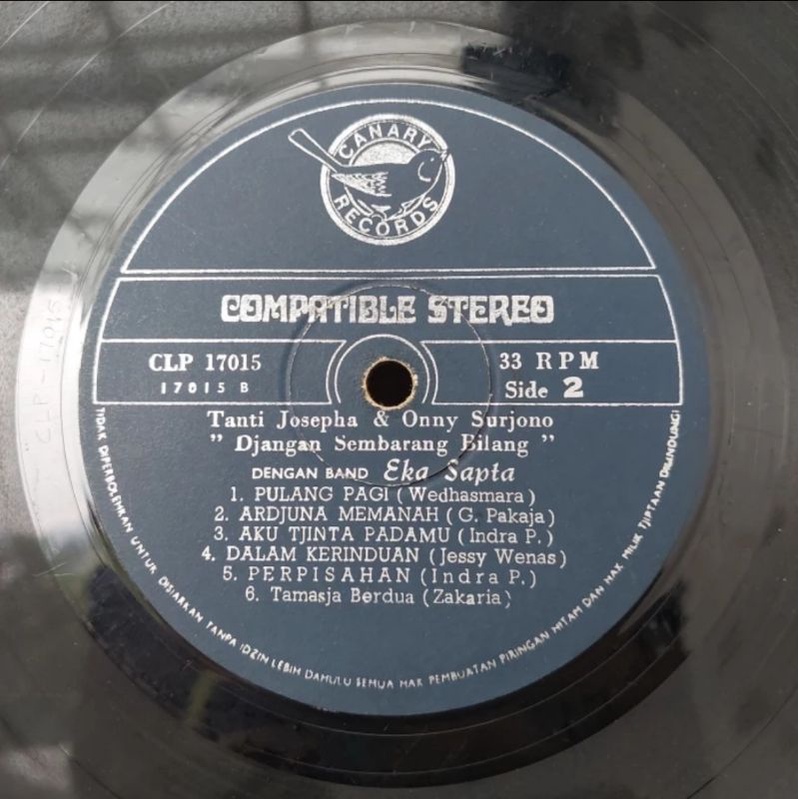 CANARY
RECORDS
COMPATIBLE STEREO
CLP 17015
17015 B
33 RPM
Side 2
Tanti Josepha & Onny Surjono
" Djangan Sembarang Bilang "
DENGAN BAND Eka Sapta
1. PULANG PAGI (Wedhasmara)
2. ARDJUNA MEMANAH (G. Pakaja)
3. AKU TJINTA PADAMU (Indra P.)
4. DALAM KERINDUAN (Jessy Wenas)
5. PERPISAHAN (Indra P.)
6. Tamasja Berdua (Zakaria)
TIDAK DIPERBOLEHKAN UNTUK DISIARKAN TANPA IDZIN LEBIH DAHULU SEMUA HAK PEMBUATAN PIRINGAN HITAM DAN HAK MILIK TJIPTAAN DILINDUNGI
CLP-17015